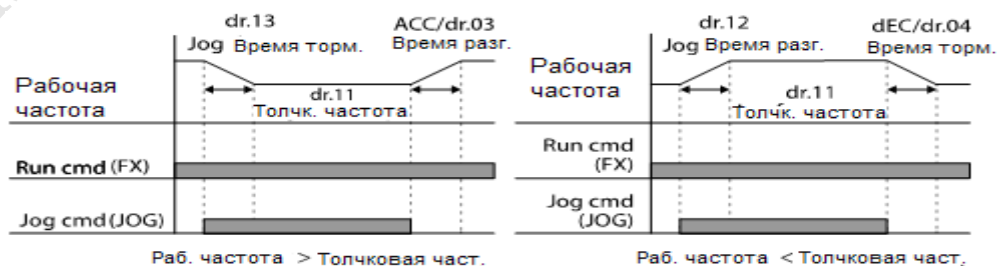 dr.13
ACC/dr.03
Jog Время торм.
Время разг.
Рабочая
частота
dr.11
Толчк. частота
Run cmd (FX)
Jog cmd (JOG)
Раб. частота > Толчковая част.
dr.12
dEC/dr.04
Jog Время разг.
Время торм.
Рабочая
частота
dr.11
Толчк. частота
Run cmd
(FX)
Jog cmd
(JOG)
Раб. частота < Толчковая част.